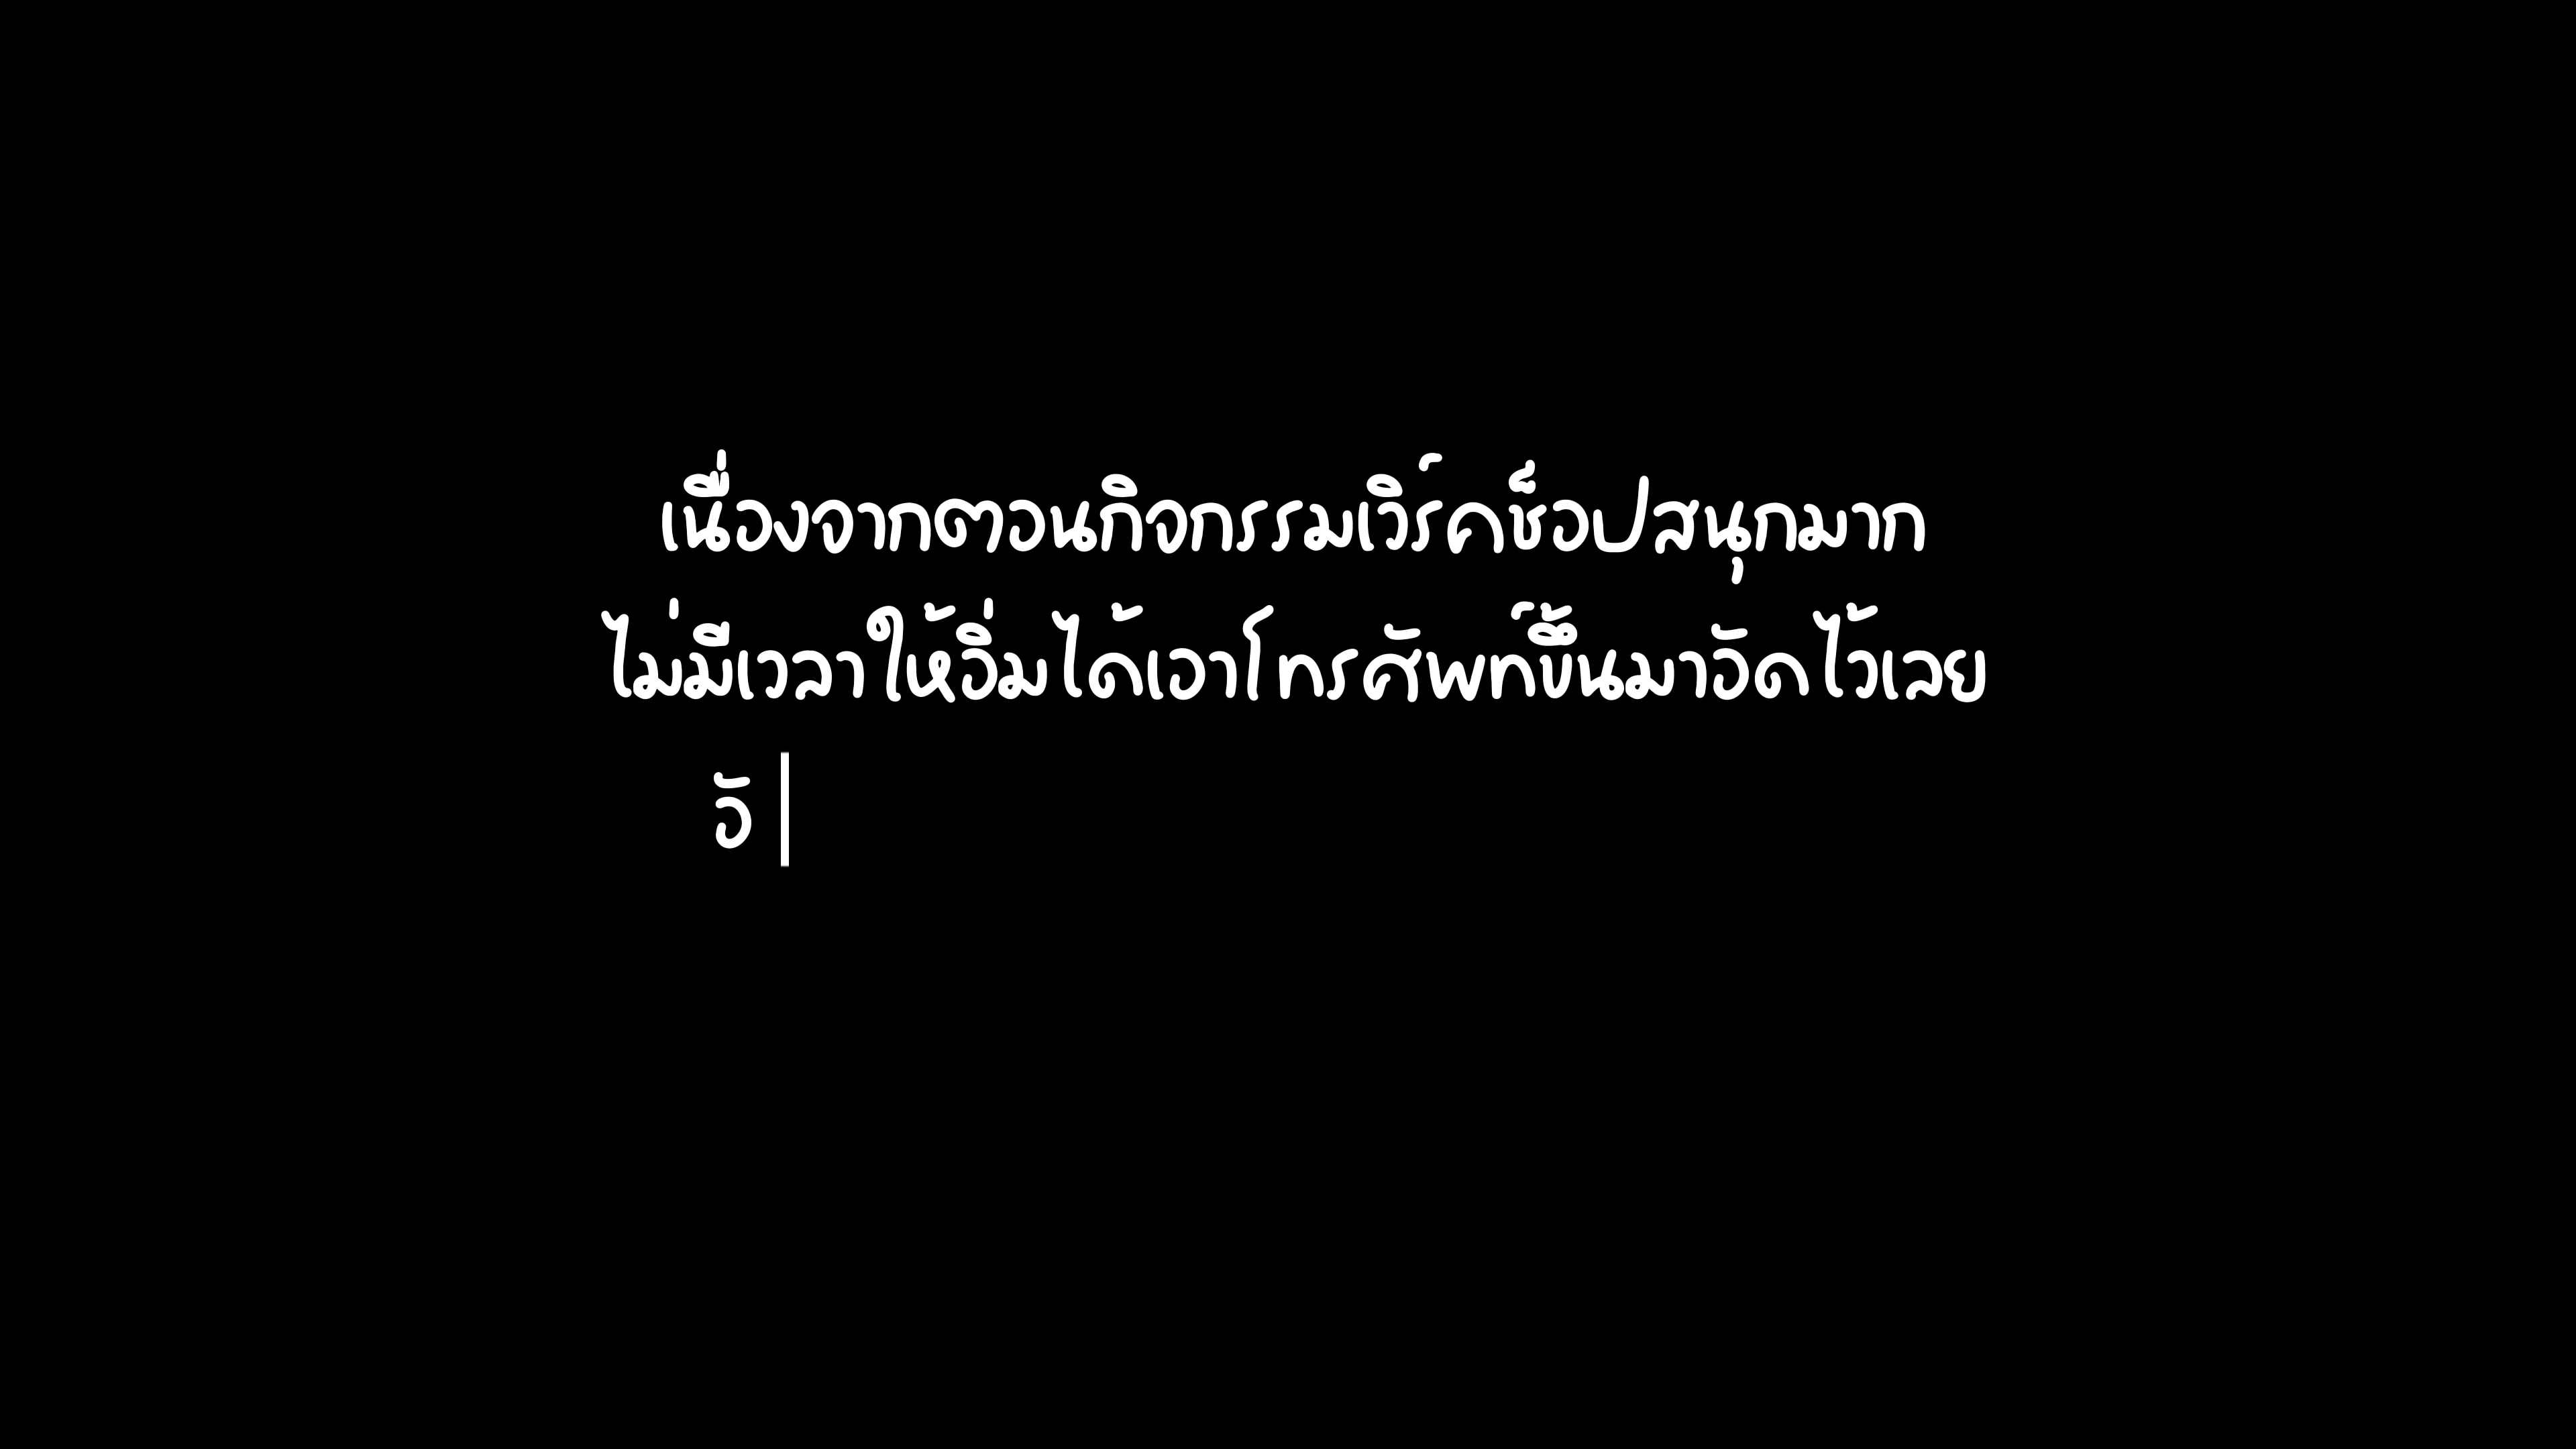 เนื่องจากตอนกิจกรรมเวิร์คช็อปสนุกมาก
ไม่มีเวลาให้อิ่มได้เอาโทรศัพท์ขึ้นมาอัดไว้เลย
อั